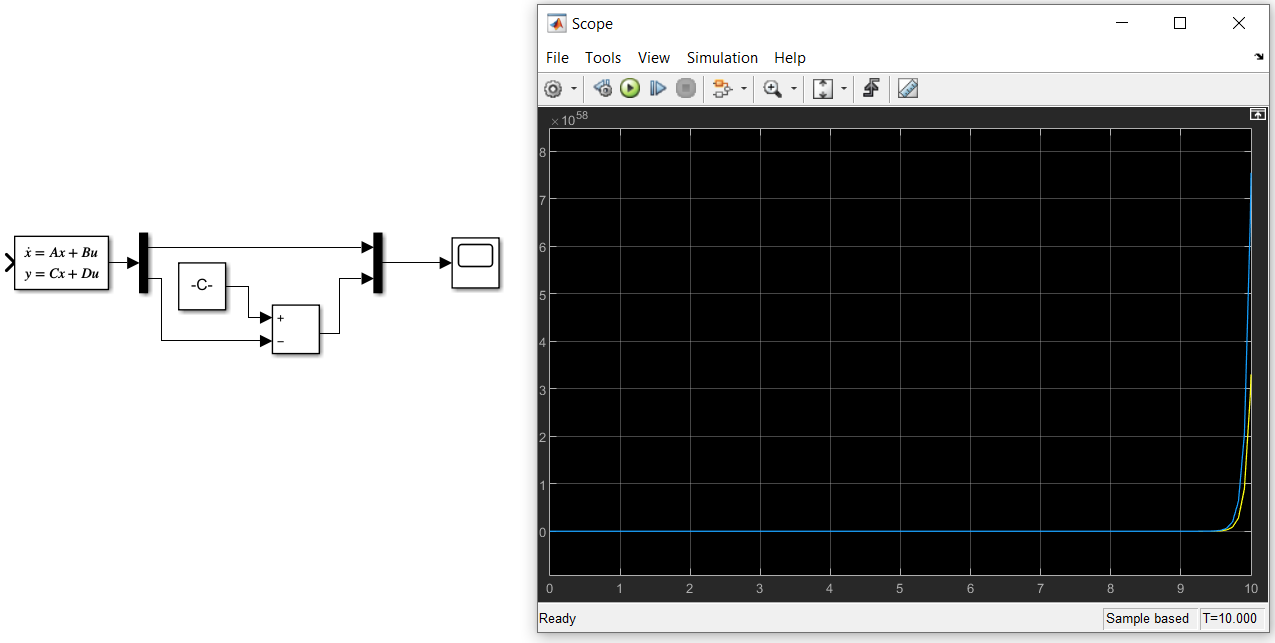 ẋ = Ax + Bu
y = Cx + Du
-C-
+
−
Scope
File Tools View Simulation Help
×10^58
8
7
6
5
4
3
2
1
0
0 1 2 3 4 5 6 7 8 9 10
Ready
Sample based T=10.000